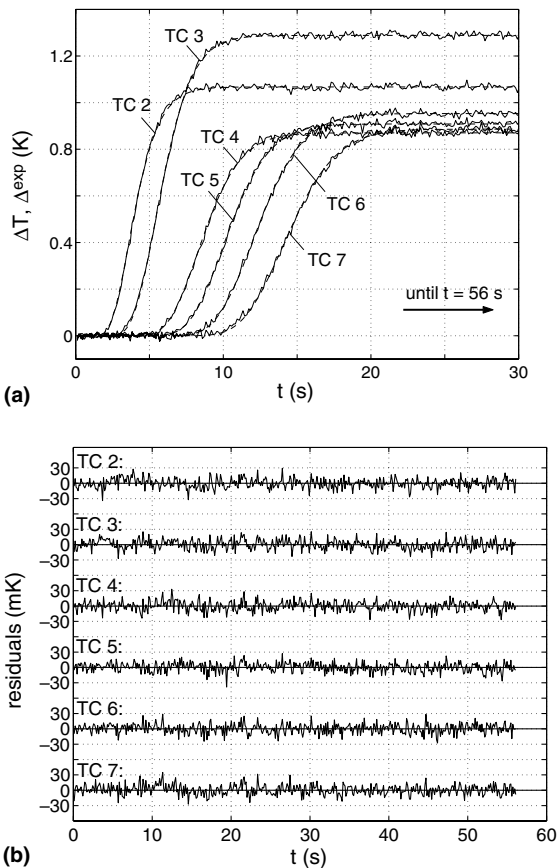 1.2
0.8
0.4
0
ΔT, Δ^exp (K)
TC 3
TC 2
TC 4
TC 5
TC 6
TC 7
until t = 56 s
0 5 10 15 20 25 30
t (s)
(a)
TC 2:
30
0
−30
TC 3:
30
0
−30
TC 4:
30
0
−30
TC 5:
30
0
−30
TC 6:
30
0
−30
TC 7:
30
0
−30
residuals (mK)
0 10 20 30 40 50 60
t (s)
(b)